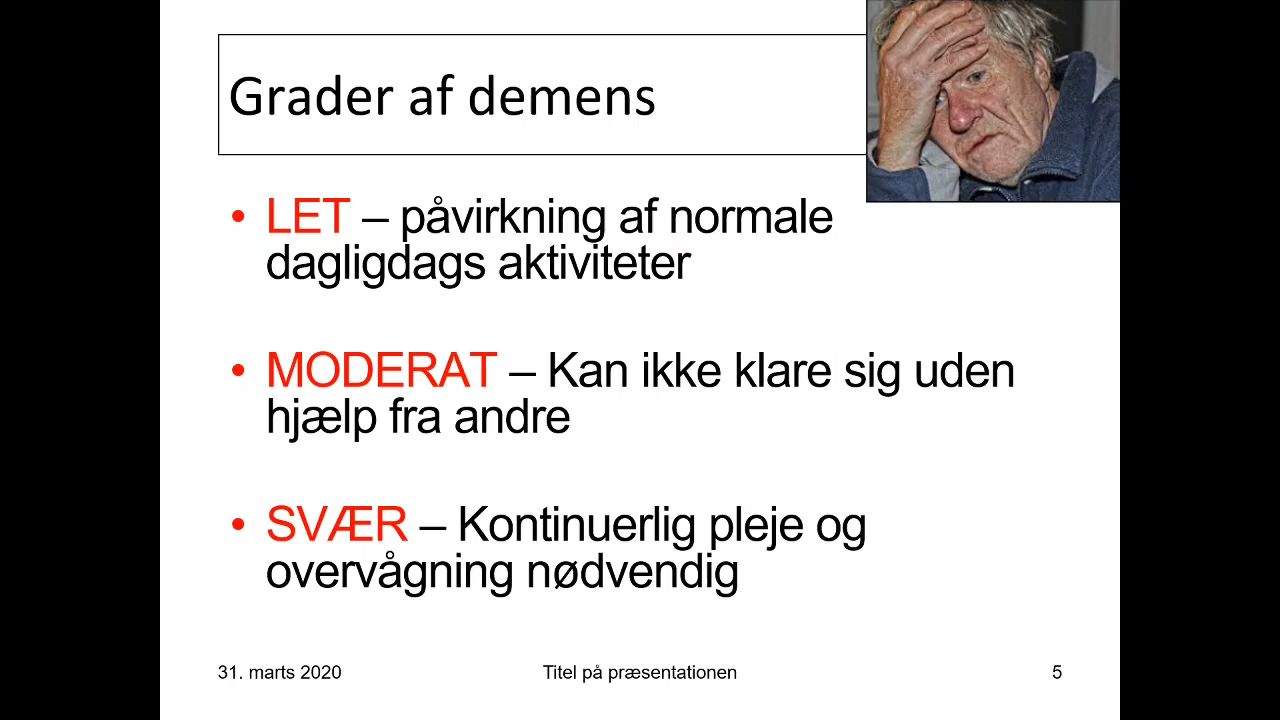 Grader af demens
• LET – påvirkning af normale
dagligdags aktiviteter
• MODERAT – Kan ikke klare sig uden
hjælp fra andre
• SVÆR – Kontinuerlig pleje og
overvågning nødvendig
31. marts 2020
Titel på præsentationen
5